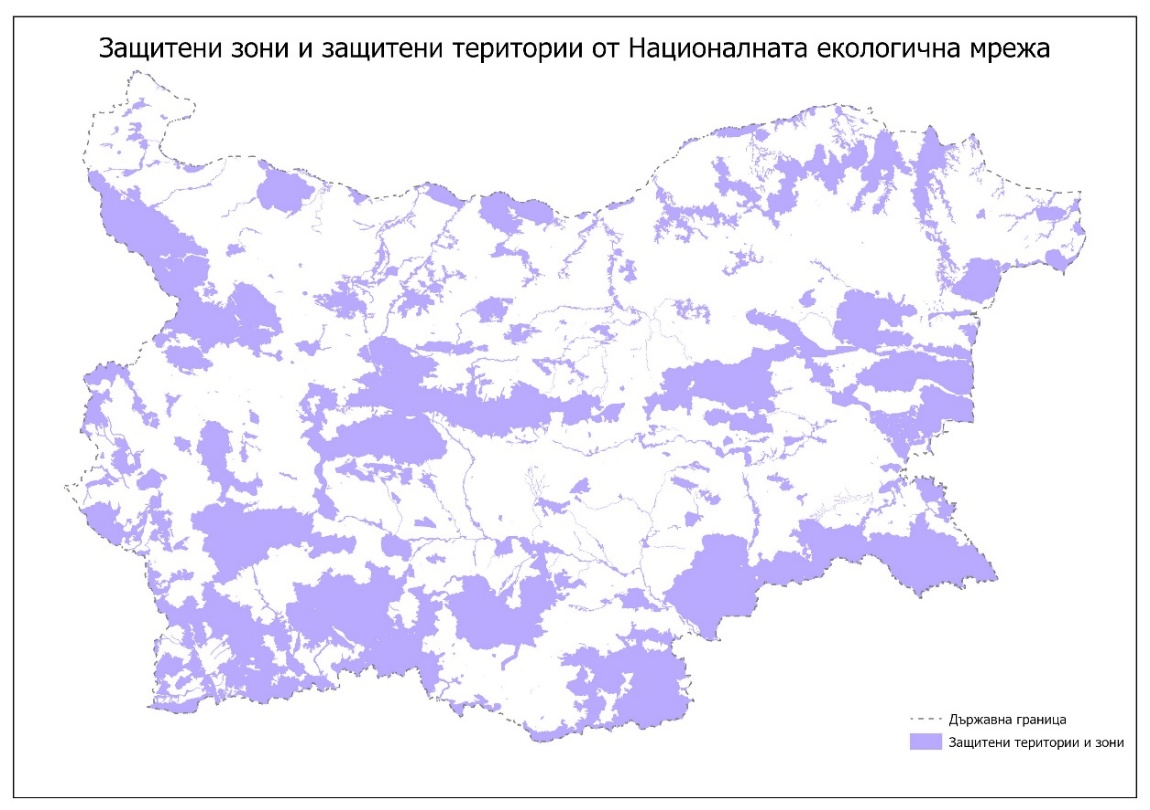 Защитени зони и защитени територии от Националната екологична мрежа
Държавна граница
Защитени територии и зони